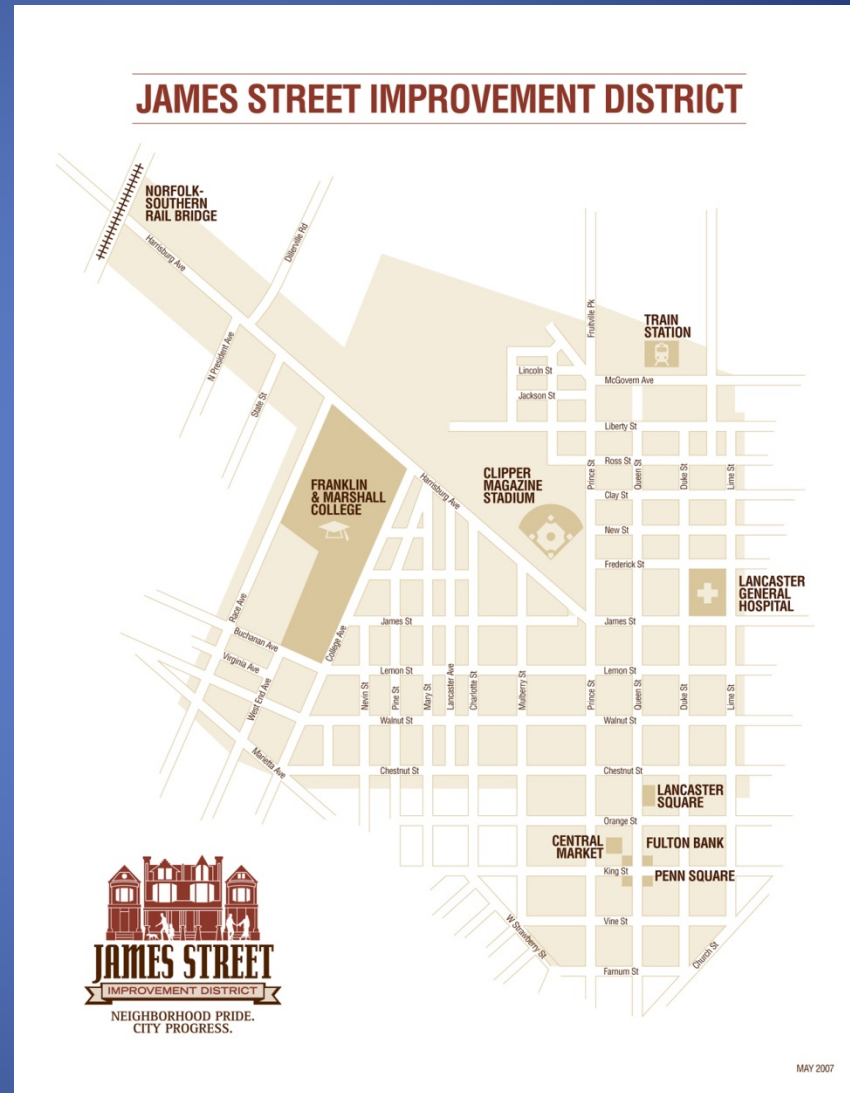 JAMES STREET IMPROVEMENT DISTRICT
NORFOLK-
SOUTHERN
RAIL BRIDGE
Harrisburg Ave
Dillerville Rd
N President Ave
State St
Fruitville Pk
TRAIN
STATION
Lincoln St
McGovern Ave
Jackson St
Liberty St
Ross St
Prince St
Queen St
Duke St
Lime St
Harrisburg Ave
CLIPPER
MAGAZINE
STADIUM
FRANKLIN
& MARSHALL
COLLEGE
Clay St
New St
Frederick St
LANCASTER
GENERAL
HOSPITAL
Race Ave
Buchanan Ave
Virginia Ave
West End Ave
College Ave
James St
James St
Lemon St
Lemon St
Nevin St
Pine St
Mary St
Lancaster Ave
Charlotte St
Mulberry St
Prince St
Queen St
Duke St
Lime St
Walnut St
Walnut St
Marietta Ave
Chestnut St
Chestnut St
LANCASTER
SQUARE
Orange St
CENTRAL
MARKET
FULTON BANK
King St
PENN SQUARE
W Strawberry St
Vine St
Church St
Farnum St
JAMES STREET
IMPROVEMENT DISTRICT
NEIGHBORHOOD PRIDE.
CITY PROGRESS.
MAY 2007